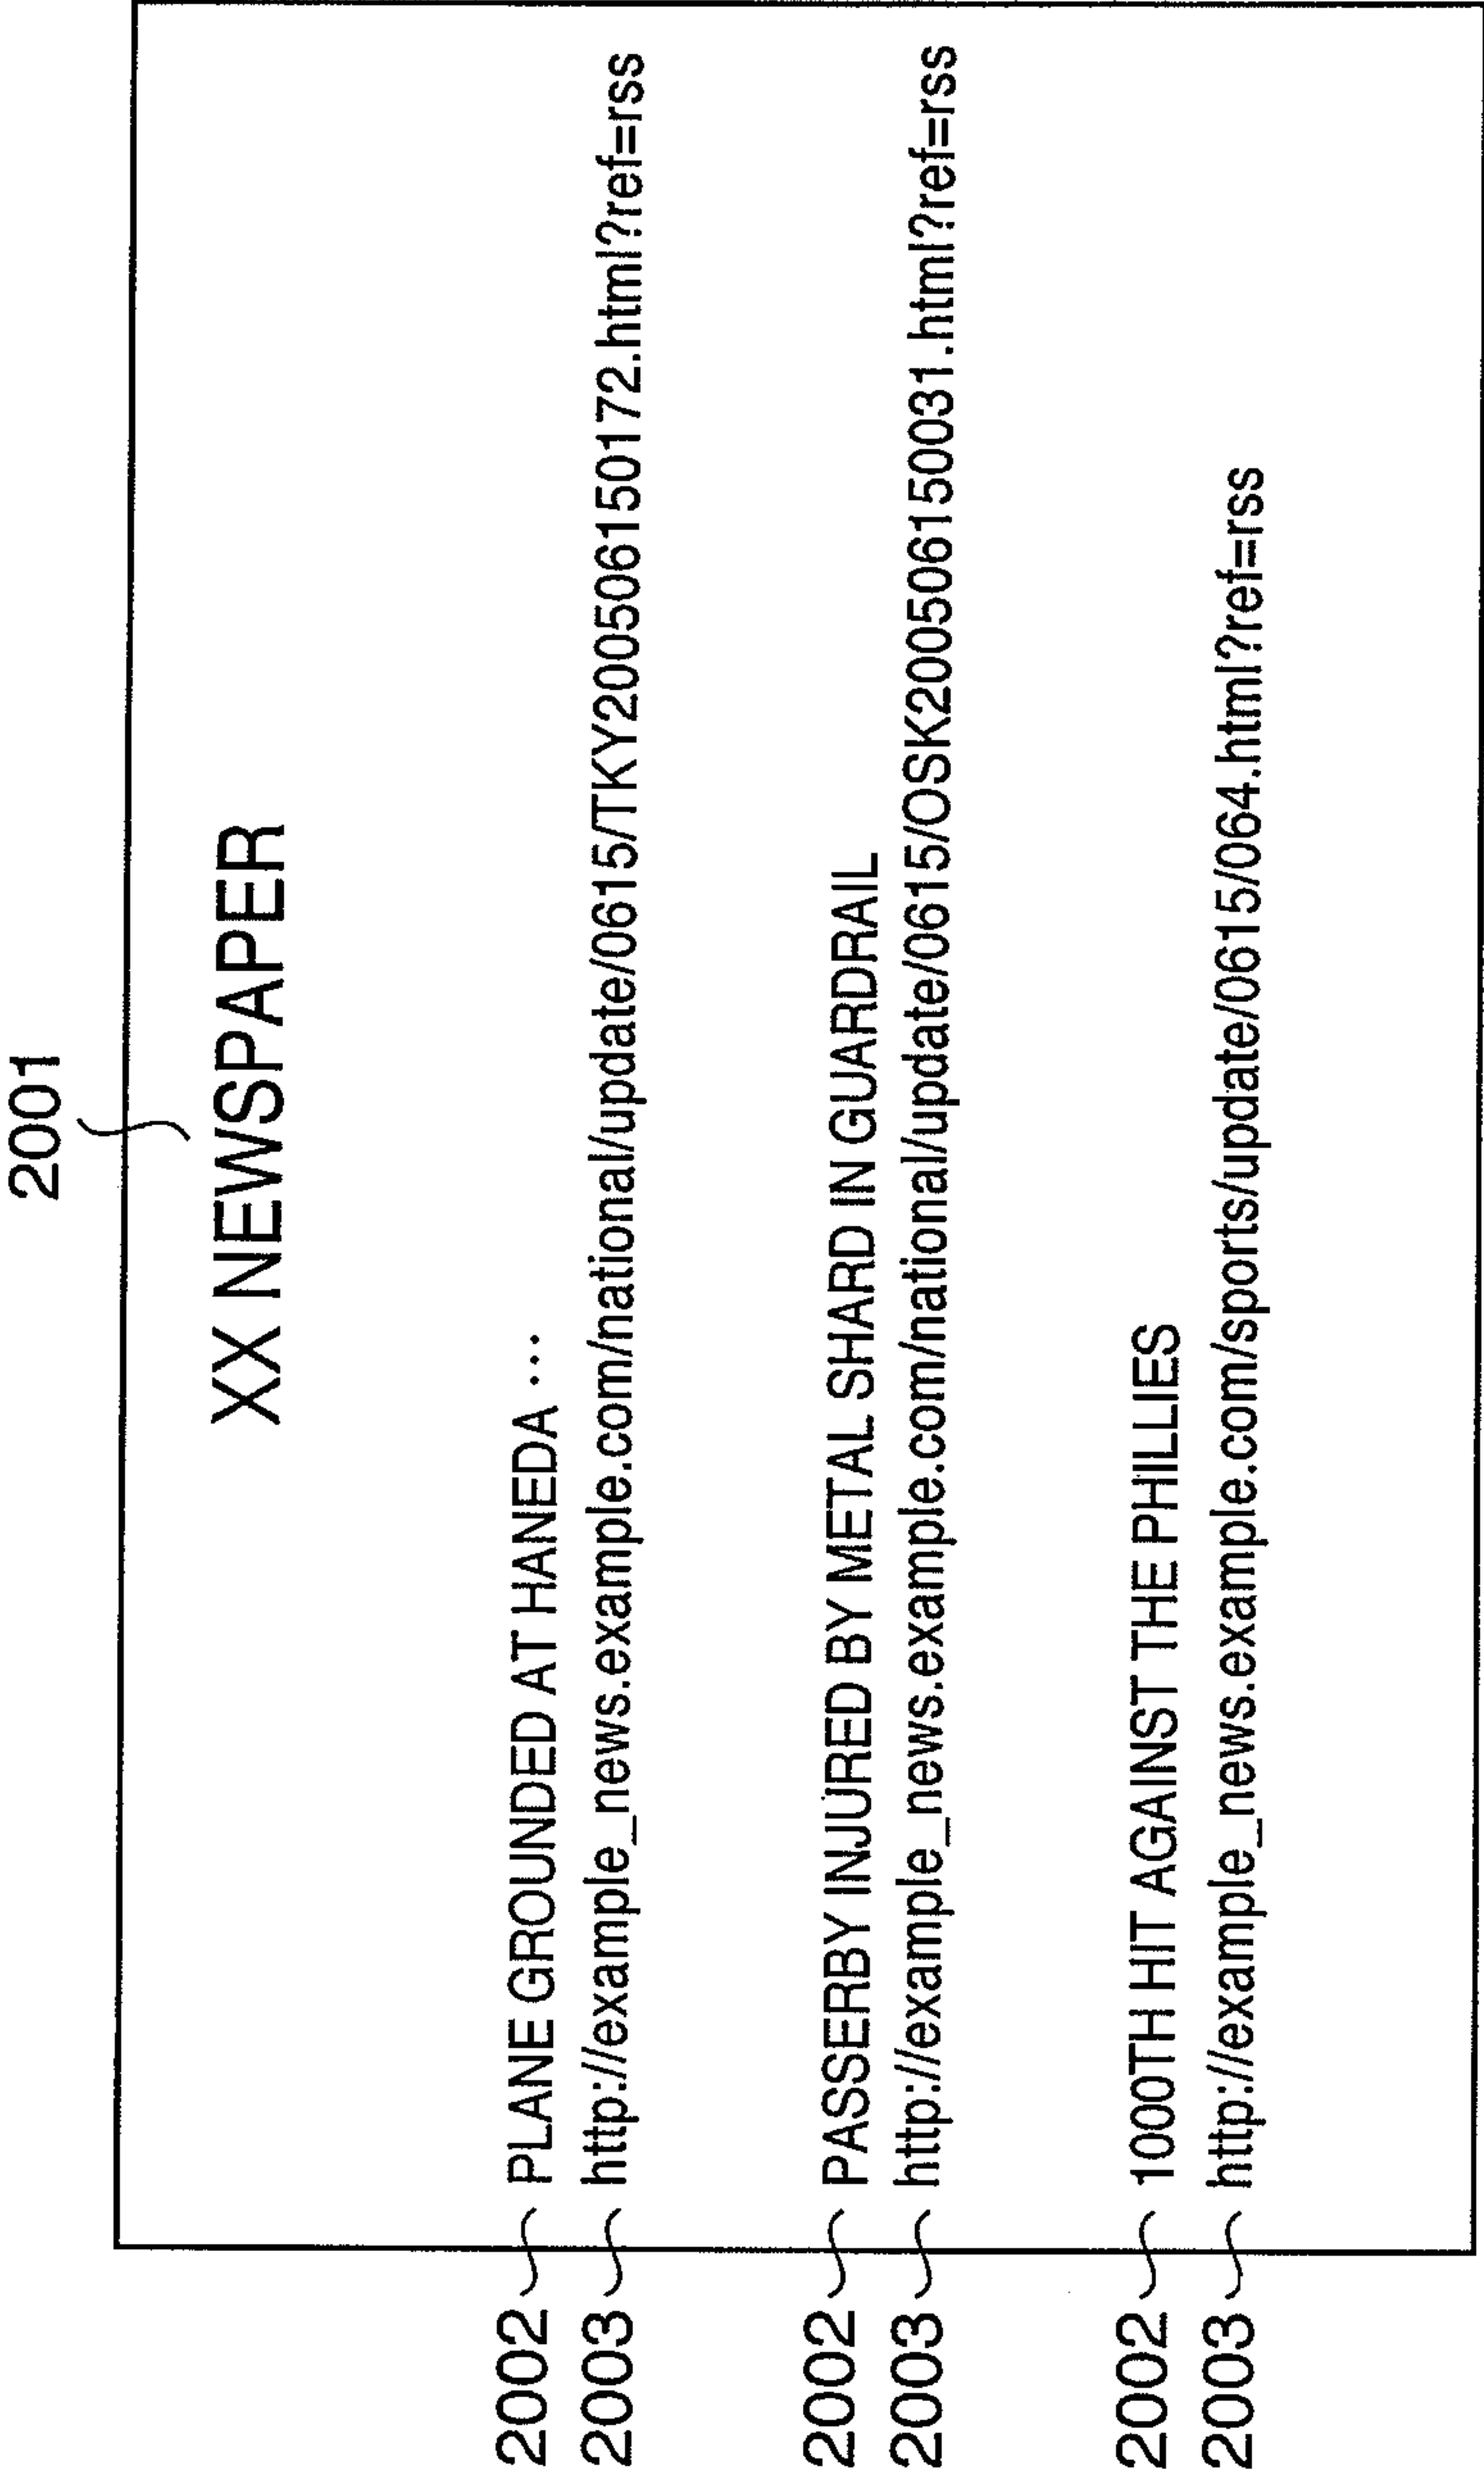 2001
XX NEWSPAPER
2002 PLANE GROUNDED AT HANEDA ...
2003 http://example_news.example.com/national/update/0615/TKY200506150172.html?ref=rss
2002 PASSERBY INJURED BY METAL SHARD IN GUARDRAIL
2003 http://example_news.example.com/national/update/0615/OSK200506150031.html?ref=rss
2002 1000TH HIT AGAINST THE PHILLIES
2003 http://example_news.example.com/sports/update/0615/064.html?ref=rss